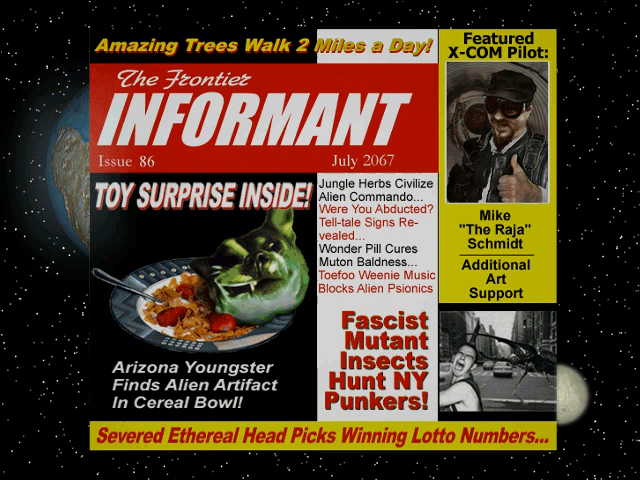 Amazing Trees Walk 2 Miles a Day!
The Frontier
INFORMANT
Issue 86
July 2067
TOY SURPRISE INSIDE!
Arizona Youngster
Finds Alien Artifact
In Cereal Bowl!
Jungle Herbs Civilize
Alien Commando...
Were You Abducted?
Tell-tale Signs Re-
vealed...
Wonder Pill Cures
Muton Baldness...
Toefoo Weenie Music
Blocks Alien Psionics
Fascist
Mutant
Insects
Hunt NY
Punkers!
Featured
X-COM Pilot:
Mike
"The Raja"
Schmidt
Additional
Art
Support
Severed Ethereal Head Picks Winning Lotto Numbers...